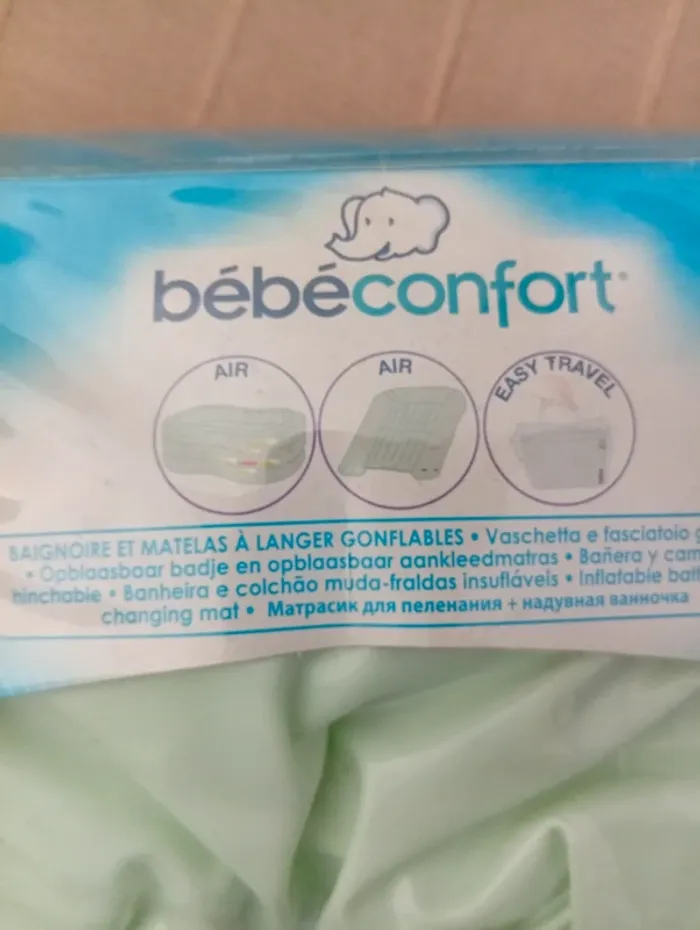 bébéconfort
AIR
AIR
EASY TRAVEL
BAIGNOIRE ET MATELAS À LANGER GONFLABLES • Vaschetta e fasciatoio
• Opblaasbaar badje en opblaasbaar aankleedmatras • Bañera y
hinchable • Banheira e colchão muda-fraldas insufláveis • Inflatable
changing mat • Матрасик для пеленания + надувная ванночка